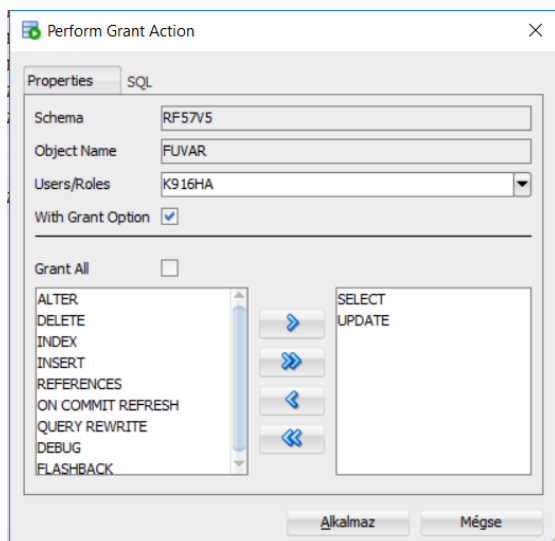 Perform Grant Action
Properties SQL
Schema RF57V5
Object Name FUVAR
Users/Roles K916HA
With Grant Option
Grant All
ALTER
DELETE
INDEX
INSERT
REFERENCES
ON COMMIT REFRESH
QUERY REWRITE
DEBUG
FLASHBACK
SELECT
UPDATE
Alkalmaz Mégse